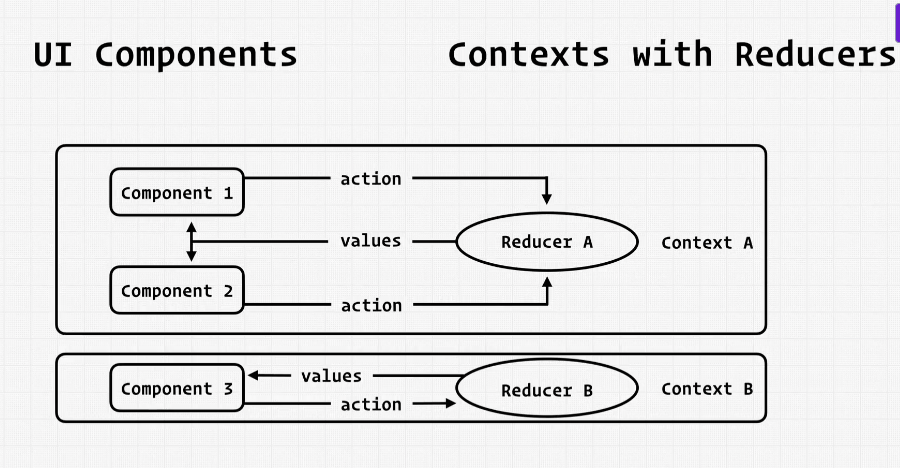 UI Components
Contexts with Reducers
Component 1
action
values
Reducer A
Context A
Component 2
action
Component 3
values
action
Reducer B
Context B